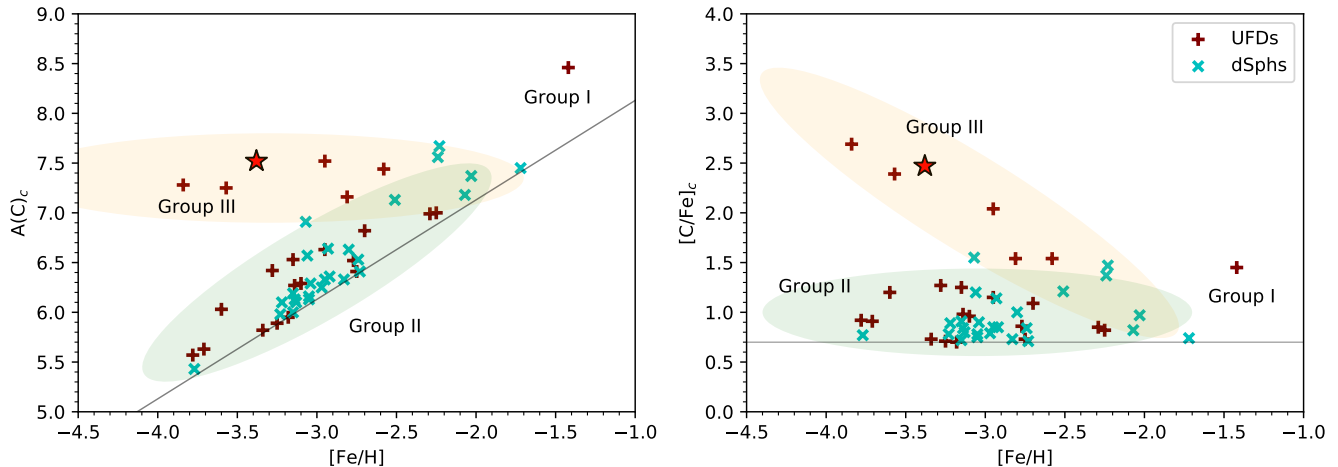 9.0
8.5
8.0
7.5
7.0
6.5
6.0
5.5
5.0
A(C)c
Group I
Group III
Group II
−4.5 −4.0 −3.5 −3.0 −2.5 −2.0 −1.5 −1.0
[Fe/H]
4.0
3.5
3.0
2.5
2.0
1.5
1.0
0.5
0.0
[C/Fe]c
UFDs
dSphs
Group III
Group II
Group I
−4.5 −4.0 −3.5 −3.0 −2.5 −2.0 −1.5 −1.0
[Fe/H]